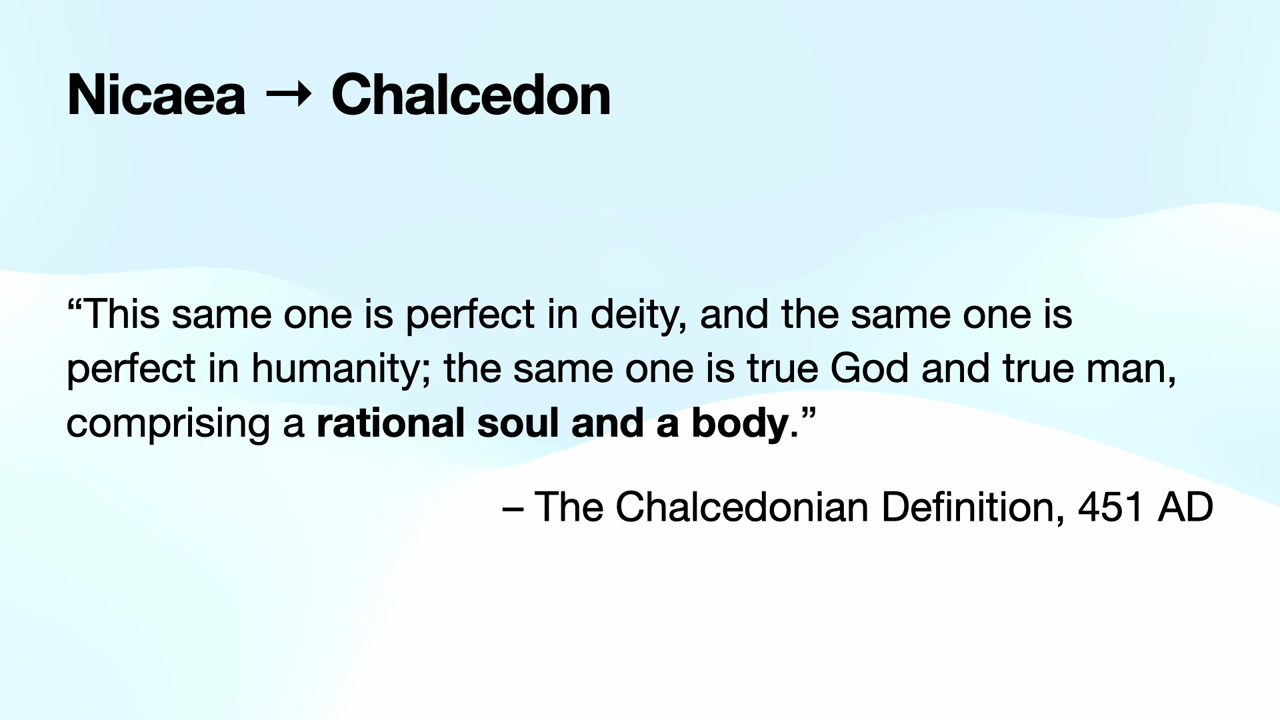 Nicaea → Chalcedon
“This same one is perfect in deity, and the same one is
perfect in humanity; the same one is true God and true man,
comprising a rational soul and a body.”
– The Chalcedonian Definition, 451 AD